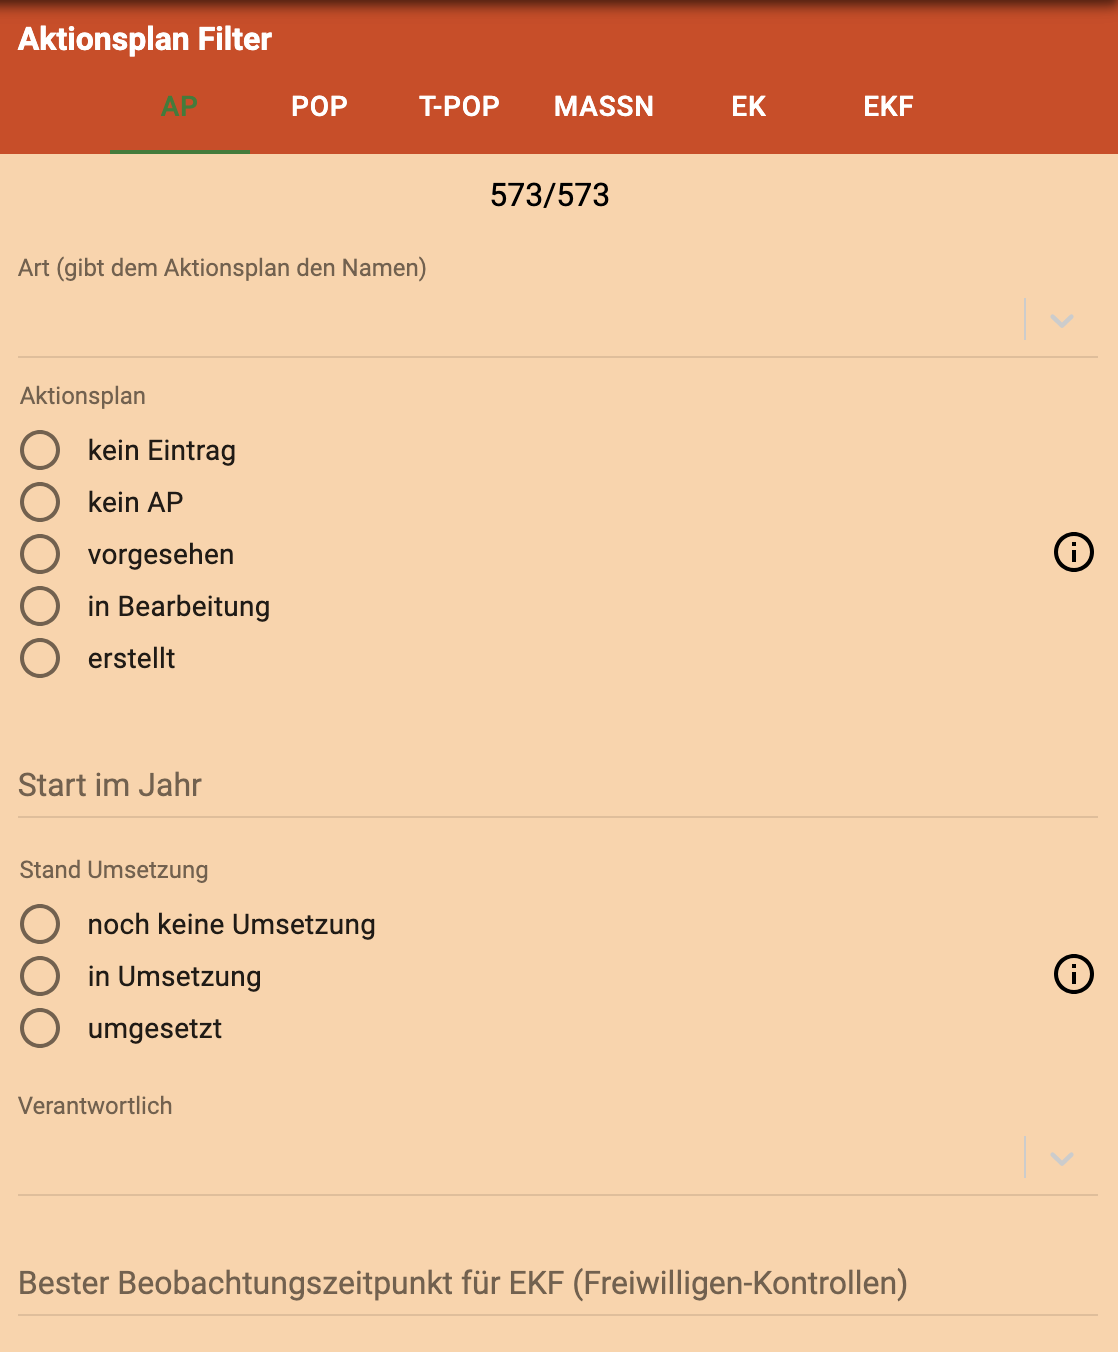 Aktionsplan Filter
AP POP T-POP MASSN EK EKF
573/573
Art (gibt dem Aktionsplan den Namen)
Aktionsplan
kein Eintrag
kein AP
vorgesehen
in Bearbeitung
erstellt
Start im Jahr
Stand Umsetzung
noch keine Umsetzung
in Umsetzung
umgesetzt
Verantwortlich
Bester Beobachtungszeitpunkt für EKF (Freiwilligen-Kontrollen)